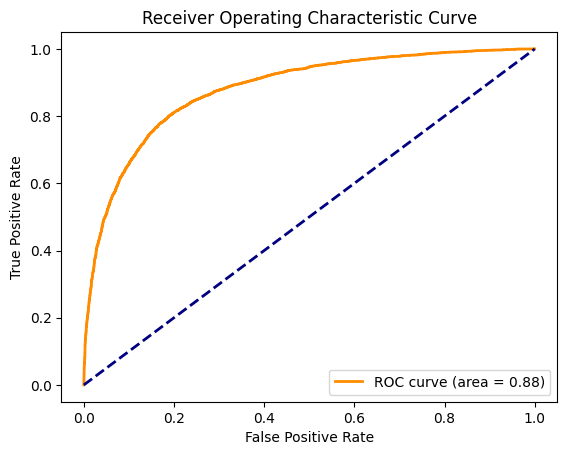 Receiver Operating Characteristic Curve
True Positive Rate
1.0
0.8
0.6
0.4
0.2
0.0
ROC curve (area = 0.88)
0.0 0.2 0.4 0.6 0.8 1.0
False Positive Rate